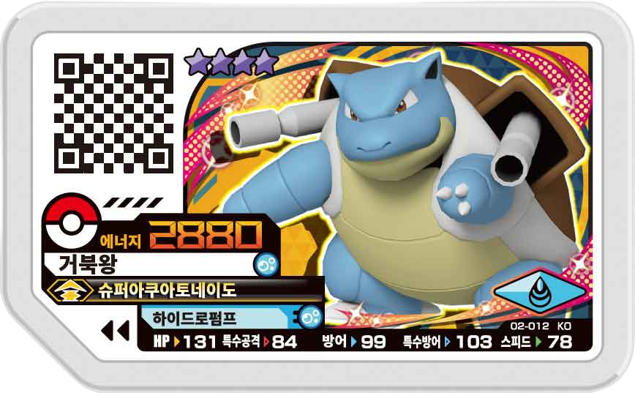 에너지 2880
거북왕
슈퍼아쿠아토네이도
하이드로펌프
02-012 KO
HP 131 특수공격 84 방어 99 특수방어 103 스피드 78